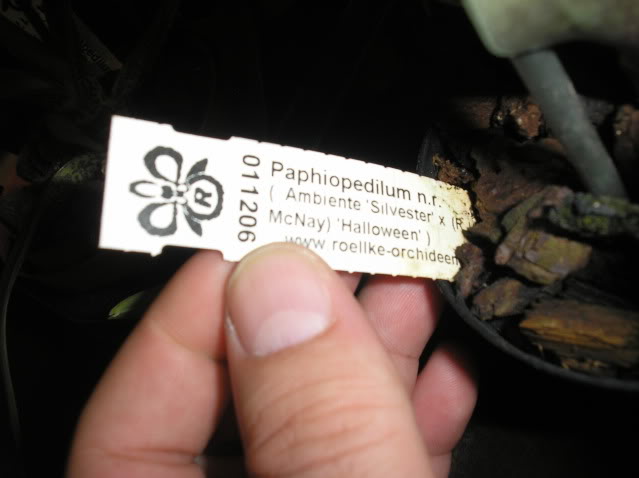 011206
Paphiopedilum n.r.
( Ambiente 'Silvester' x (R
McNay) 'Halloween' )
www roellke-orchideen
R